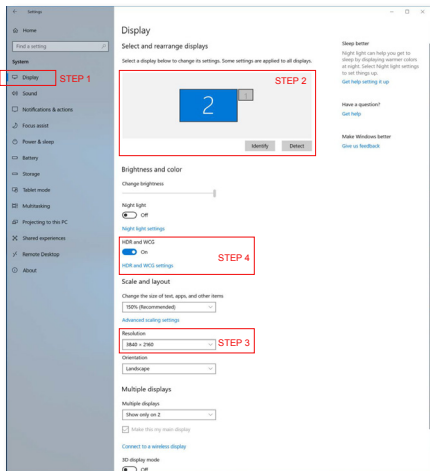 Settings
Home
Find a setting
System
Display
STEP 1
Sound
Notifications & actions
Focus assist
Power & sleep
Battery
Storage
Tablet mode
Multitasking
Projecting to this PC
Shared experiences
Remote Desktop
About
Display
Select and rearrange displays
Select a display below to change its settings. Some settings are applied to all displays.
STEP 2
2
1
Identify
Detect
Brightness and color
Change brightness
Night light
Off
Night light settings
HDR and WCG
On
STEP 4
HDR and WCG settings
Scale and layout
Change the size of text, apps, and other items
150% (Recommended)
Advanced scaling settings
Resolution
3840 × 2160
STEP 3
Orientation
Landscape
Multiple displays
Multiple displays
Show only on 2
Make this my main display
Connect to a wireless display
3D display mode
Off
Sleep better
Night light can help you get to
sleep by displaying warmer colors
at night. Select Night light settings
to set things up.
Get help setting it up
Have a question?
Get help
Make Windows better
Give us feedback